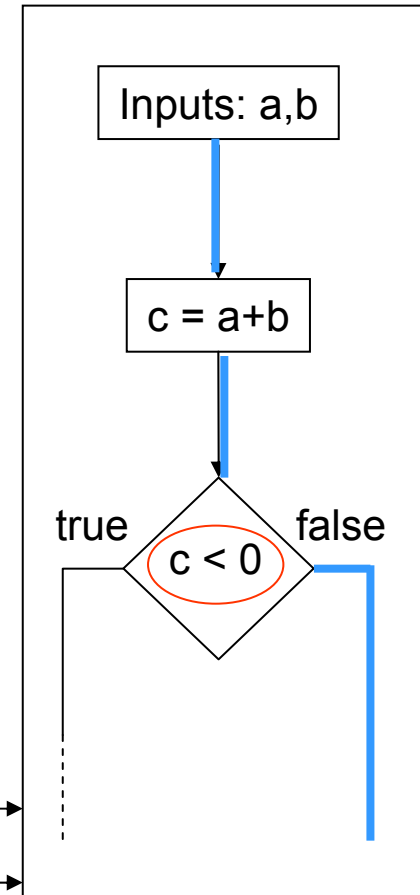 Inputs: a,b
c = a+b
true
false
c < 0